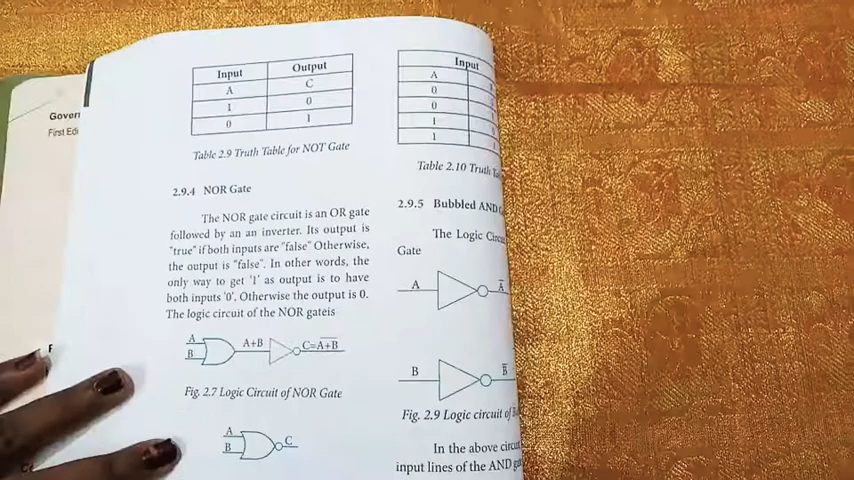 Input Output
A C
1 0
0 1
Table 2.9 Truth Table for NOT Gate
2.9.4 NOR Gate
The NOR gate circuit is an OR gate
followed by an an inverter. Its output is
"true" if both inputs are "false" Otherwise,
the output is "false". In other words, the
only way to get '1' as output is to have
both inputs '0'. Otherwise the output is 0.
The logic circuit of the NOR gateis
A
B
A+B
C=A̅+̅B̅
Fig. 2.7 Logic Circuit of NOR Gate
A
B
C
Input
A
0
0
1
1
Table 2.10 Truth
2.9.5 Bubbled AND
The Logic
Gate
A
A̅
B
B̅
Fig. 2.9 Logic circuit of
In the above
input lines of the AND
First